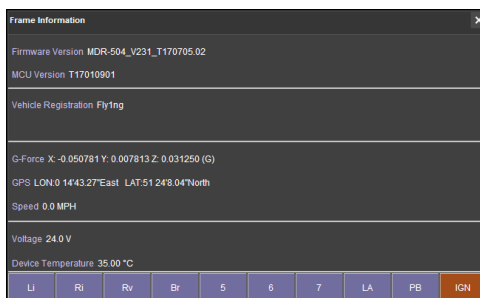 Frame Information
Firmware Version MDR-504_V231_T170705.02
MCU Version T17010901
Vehicle Registration Fly1ng
G-Force X: -0.050781 Y: 0.007813 Z: 0.031250 (G)
GPS LON:0 14'43.27"East LAT:51 24'8.04"North
Speed 0.0 MPH
Voltage 24.0 V
Device Temperature 35.00 °C
Li Ri Rv Br 5 6 7 LA PB IGN